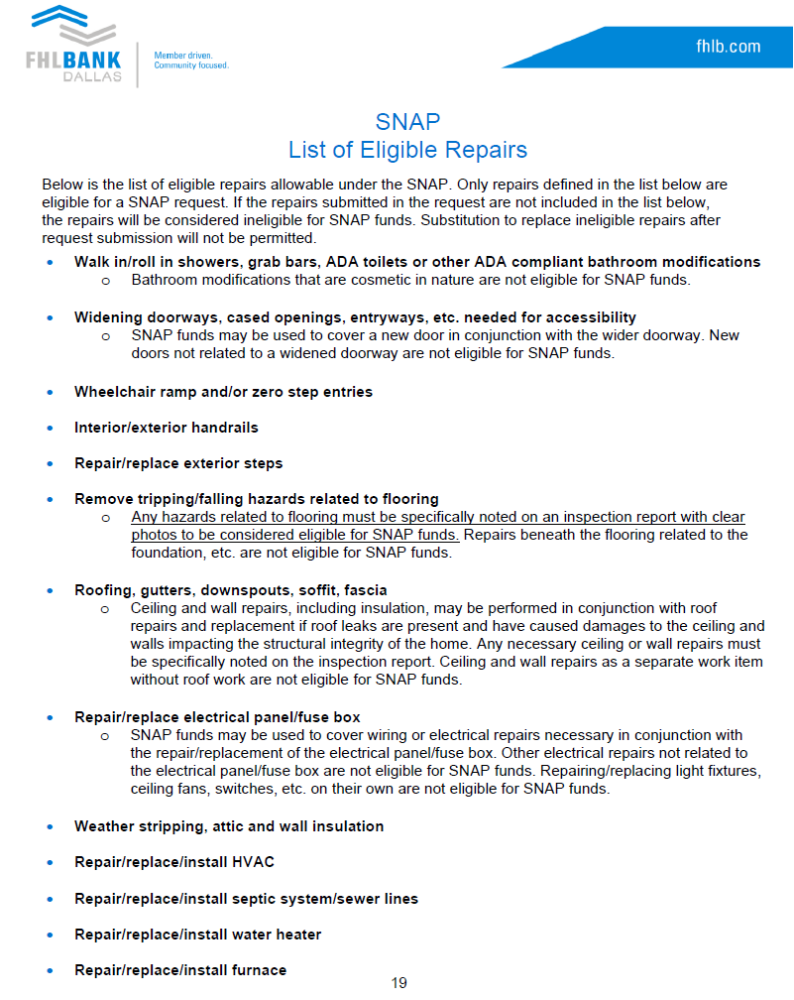 FHLBANK
DALLAS
Member driven.
Community focused.
fhlb.com
SNAP
List of Eligible Repairs
Below is the list of eligible repairs allowable under the SNAP. Only repairs defined in the list below are
eligible for a SNAP request. If the repairs submitted in the request are not included in the list below,
the repairs will be considered ineligible for SNAP funds. Substitution to replace ineligible repairs after
request submission will not be permitted.
• Walk in/roll in showers, grab bars, ADA toilets or other ADA compliant bathroom modifications
o Bathroom modifications that are cosmetic in nature are not eligible for SNAP funds.
• Widening doorways, cased openings, entryways, etc. needed for accessibility
o SNAP funds may be used to cover a new door in conjunction with the wider doorway. New
doors not related to a widened doorway are not eligible for SNAP funds.
• Wheelchair ramp and/or zero step entries
• Interior/exterior handrails
• Repair/replace exterior steps
• Remove tripping/falling hazards related to flooring
o Any hazards related to flooring must be specifically noted on an inspection report with clear
photos to be considered eligible for SNAP funds. Repairs beneath the flooring related to the
foundation, etc. are not eligible for SNAP funds.
• Roofing, gutters, downspouts, soffit, fascia
o Ceiling and wall repairs, including insulation, may be performed in conjunction with roof
repairs and replacement if roof leaks are present and have caused damages to the ceiling and
walls impacting the structural integrity of the home. Any necessary ceiling or wall repairs must
be specifically noted on the inspection report. Ceiling and wall repairs as a separate work item
without roof work are not eligible for SNAP funds.
• Repair/replace electrical panel/fuse box
o SNAP funds may be used to cover wiring or electrical repairs necessary in conjunction with
the repair/replacement of the electrical panel/fuse box. Other electrical repairs not related to
the electrical panel/fuse box are not eligible for SNAP funds. Repairing/replacing light fixtures,
ceiling fans, switches, etc. on their own are not eligible for SNAP funds.
• Weather stripping, attic and wall insulation
• Repair/replace/install HVAC
• Repair/replace/install septic system/sewer lines
• Repair/replace/install water heater
• Repair/replace/install furnace
19